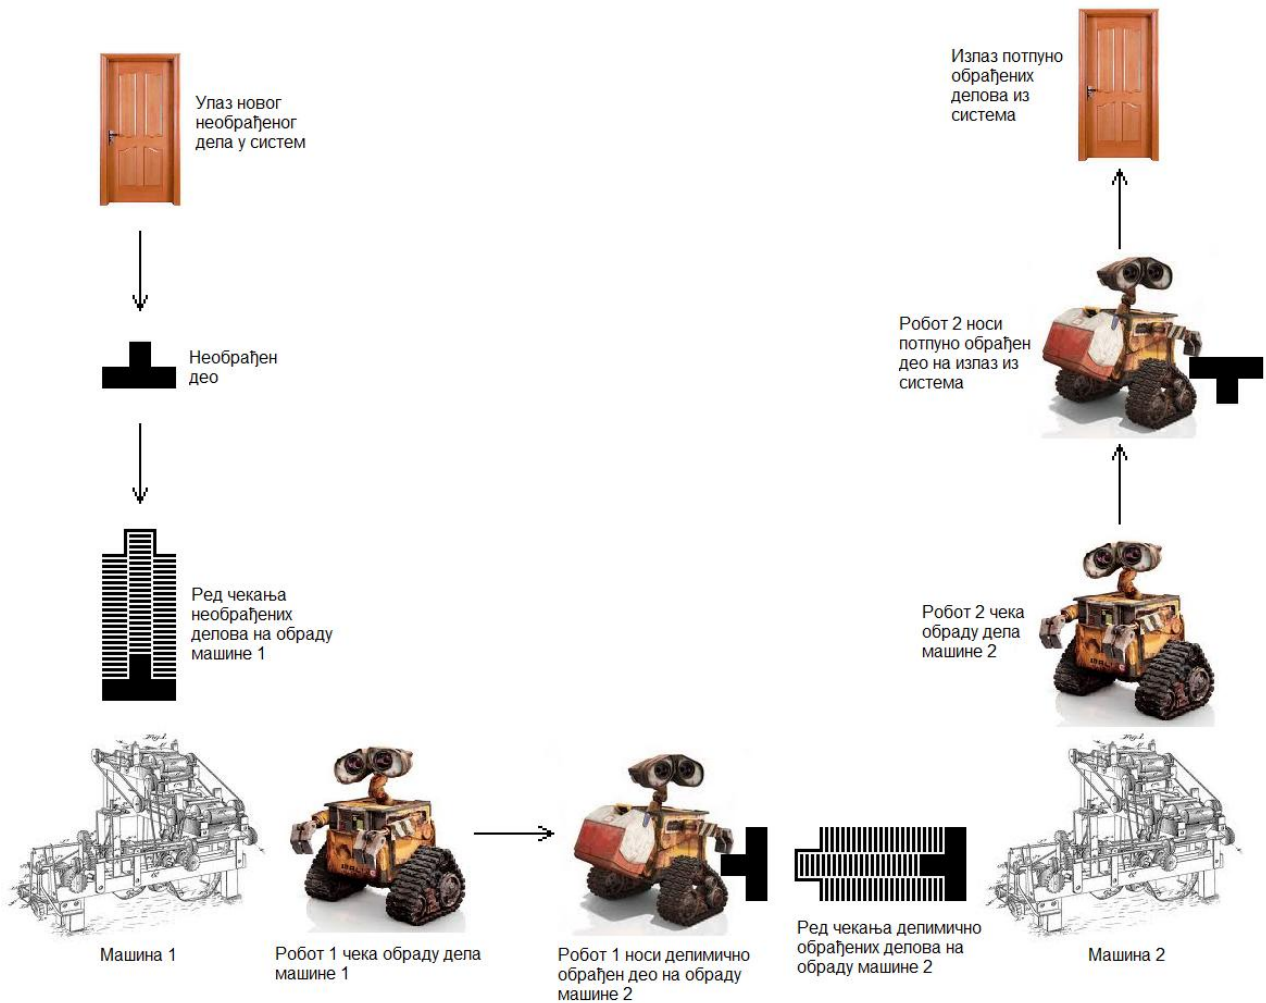 Улаз новог
необрађеног
дела у систем
Необрађен
део
Ред чекања
необрађених
делова на обраду
машине 1
Машина 1
Робот 1 чека обраду дела
машине 1
Робот 1 носи делимично
обрађен део на обраду
машине 2
Ред чекања делимично
обрађених делова на
обраду машине 2
Машина 2
Робот 2 чека
обраду дела
машине 2
Робот 2 носи
потпуно обрађен
део на излаз из
система
Излаз потпуно
обрађених
делова из
система